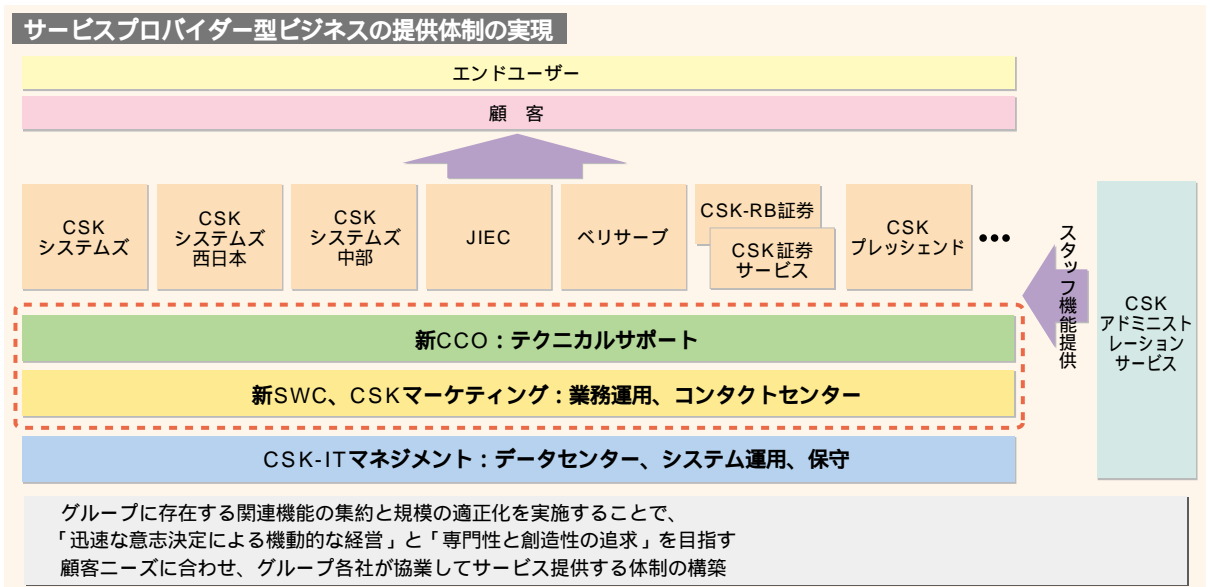 サービスプロバイダー型ビジネスの提供体制の実現
エンドユーザー
顧 客
CSK
システムズ
CSK
システムズ
西日本
CSK
システムズ
中部
JIEC
ベリサーブ
CSK-RB証券
CSK証券
サービス
CSK
プレッシェンド
•••
スタッフ機能提供
CSK
アドミニスト
レーション
サービス
新CCO：テクニカルサポート
新SWC、CSKマーケティング：業務運用、コンタクトセンター
CSK-ITマネジメント：データセンター、システム運用、保守
グループに存在する関連機能の集約と規模の適正化を実施することで、
「迅速な意志決定による機動的な経営」と「専門性と創造性の追求」を目指す
顧客ニーズに合わせ、グループ各社が協業してサービス提供する体制の構築